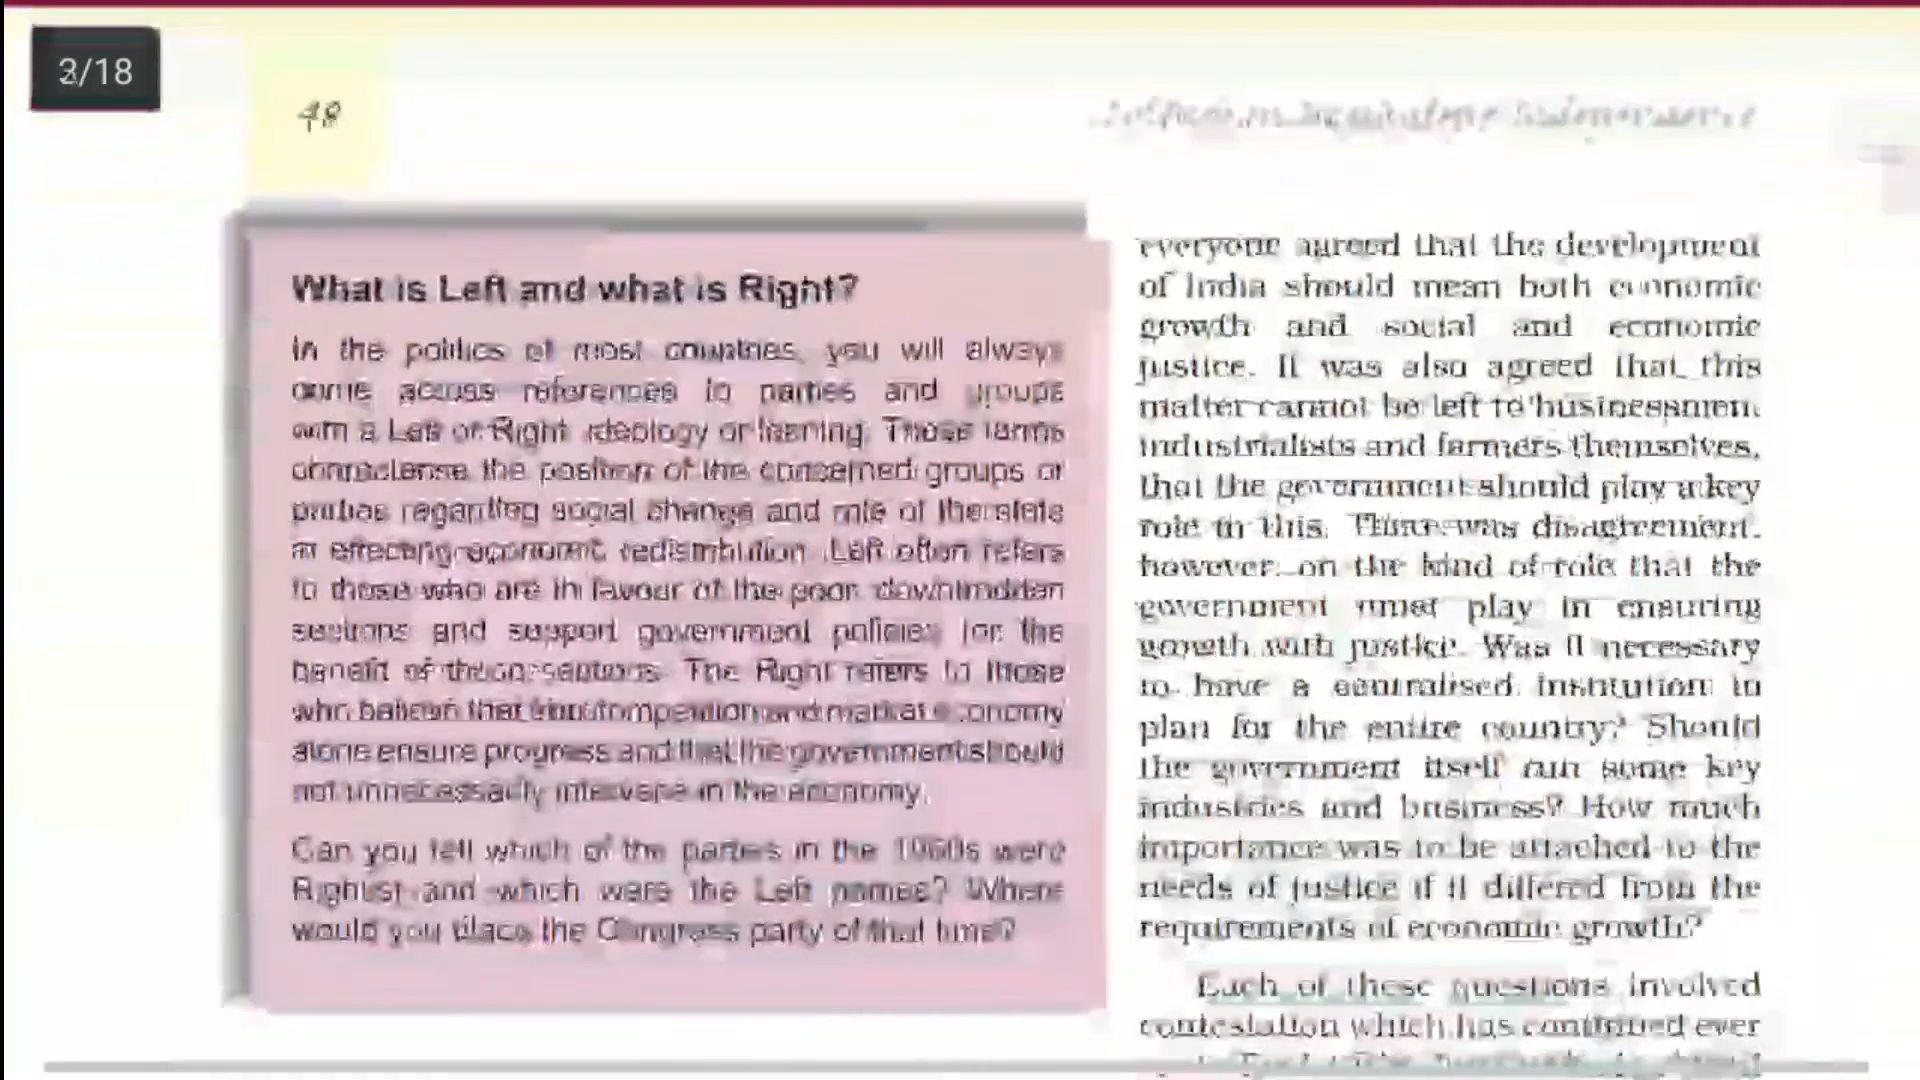 3/18
48
What is Left and what is Right?
In the politics of most countries, you will always
come across references to parties and groups
with a Left or Right ideology or leaning. These terms
characterise the position of the concerned groups or
parties regarding social change and role of the state
in effecting economic redistribution. Left often refers
to those who are in favour of the poor, downtrodden
sections and support government policies for the
benefit of these sections. The Right refers to those
who believe that free competition and market economy
alone ensure progress and that the government should
not unnecessarily intervene in the economy.
Can you tell which of the parties in the 1960s were
Rightist and which were the Left parties? Where
would you place the Congress party of that time?
everyone agreed that the development
of India should mean both economic
growth and social and economic
justice. It was also agreed that this
matter cannot be left to businessmen,
industrialists and farmers themselves,
that the government should play a key
role in this. There was disagreement,
however, on the kind of role that the
government must play in ensuring
growth with justice. Was it necessary
to have a centralised institution to
plan for the entire country? Should
the government itself run some key
industries and business? How much
importance was to be attached to the
needs of justice if it differed from the
requirements of economic growth?
Each of these questions involved
contestation which has continued ever